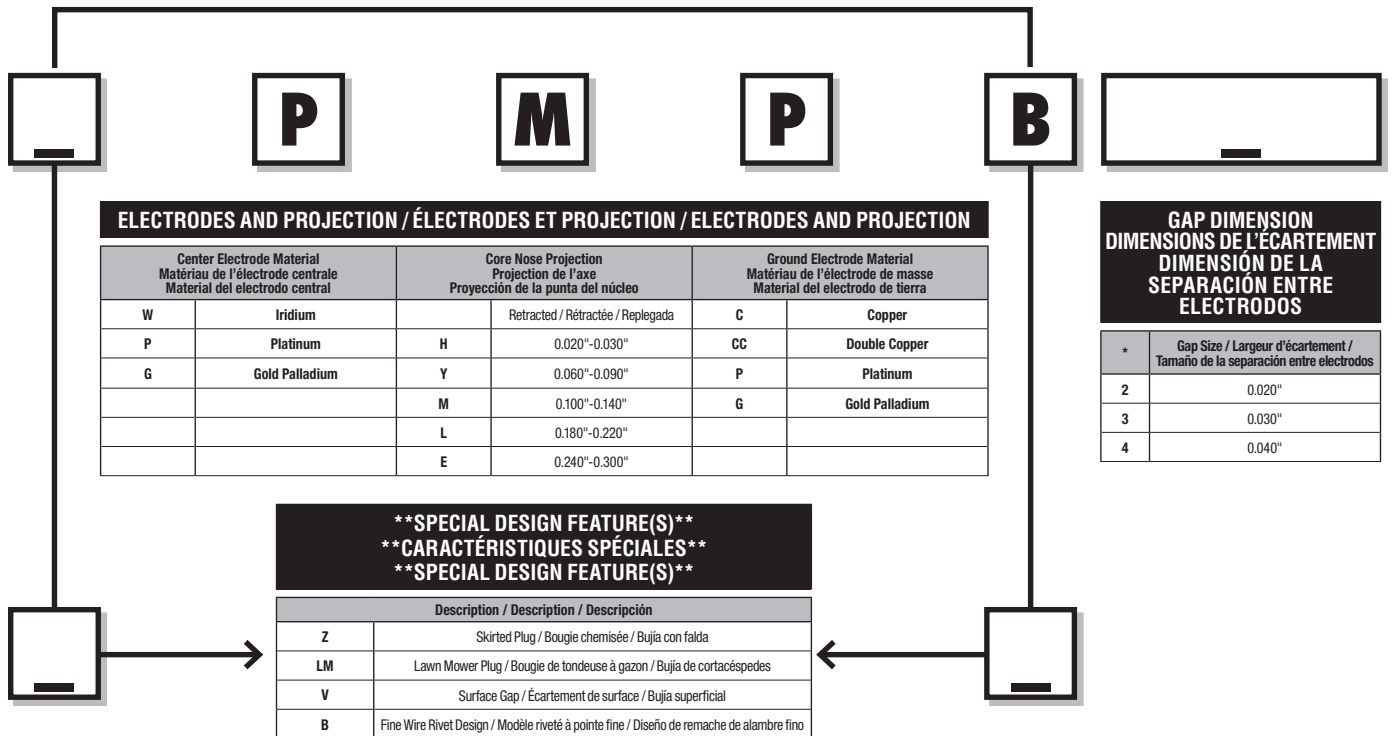 P M P B
ELECTRODES AND PROJECTION / ÉLECTRODES ET PROJECTION / ELECTRODES AND PROJECTION
Center Electrode Material
Matériau de l'électrode centrale
Material del electrodo central
Core Nose Projection
Projection de l'axe
Proyección de la punta del núcleo
Ground Electrode Material
Matériau de l'électrode de masse
Material del electrodo de tierra
W Iridium Retracted / Rétractée / Replegada C Copper
P Platinum H 0.020"-0.030" CC Double Copper
G Gold Palladium Y 0.060"-0.090" P Platinum
M 0.100"-0.140" G Gold Palladium
L 0.180"-0.220"
E 0.240"-0.300"
GAP DIMENSION
DIMENSIONS DE L'ÉCARTEMENT
DIMENSIÓN DE LA
SEPARACIÓN ENTRE
ELECTRODOS
* Gap Size / Largeur d'écartement /
Tamaño de la separación entre electrodos
2 0.020"
3 0.030"
4 0.040"
**SPECIAL DESIGN FEATURE(S)**
**CARACTÉRISTIQUES SPÉCIALES**
**SPECIAL DESIGN FEATURE(S)**
Description / Description / Descripción
Z Skirted Plug / Bougie chemisée / Bujía con falda
LM Lawn Mower Plug / Bougie de tondeuse à gazon / Bujía de cortacéspedes
V Surface Gap / Écartement de surface / Bujía superficial
B Fine Wire Rivet Design / Modèle riveté à pointe fine / Diseño de remache de alambre fino